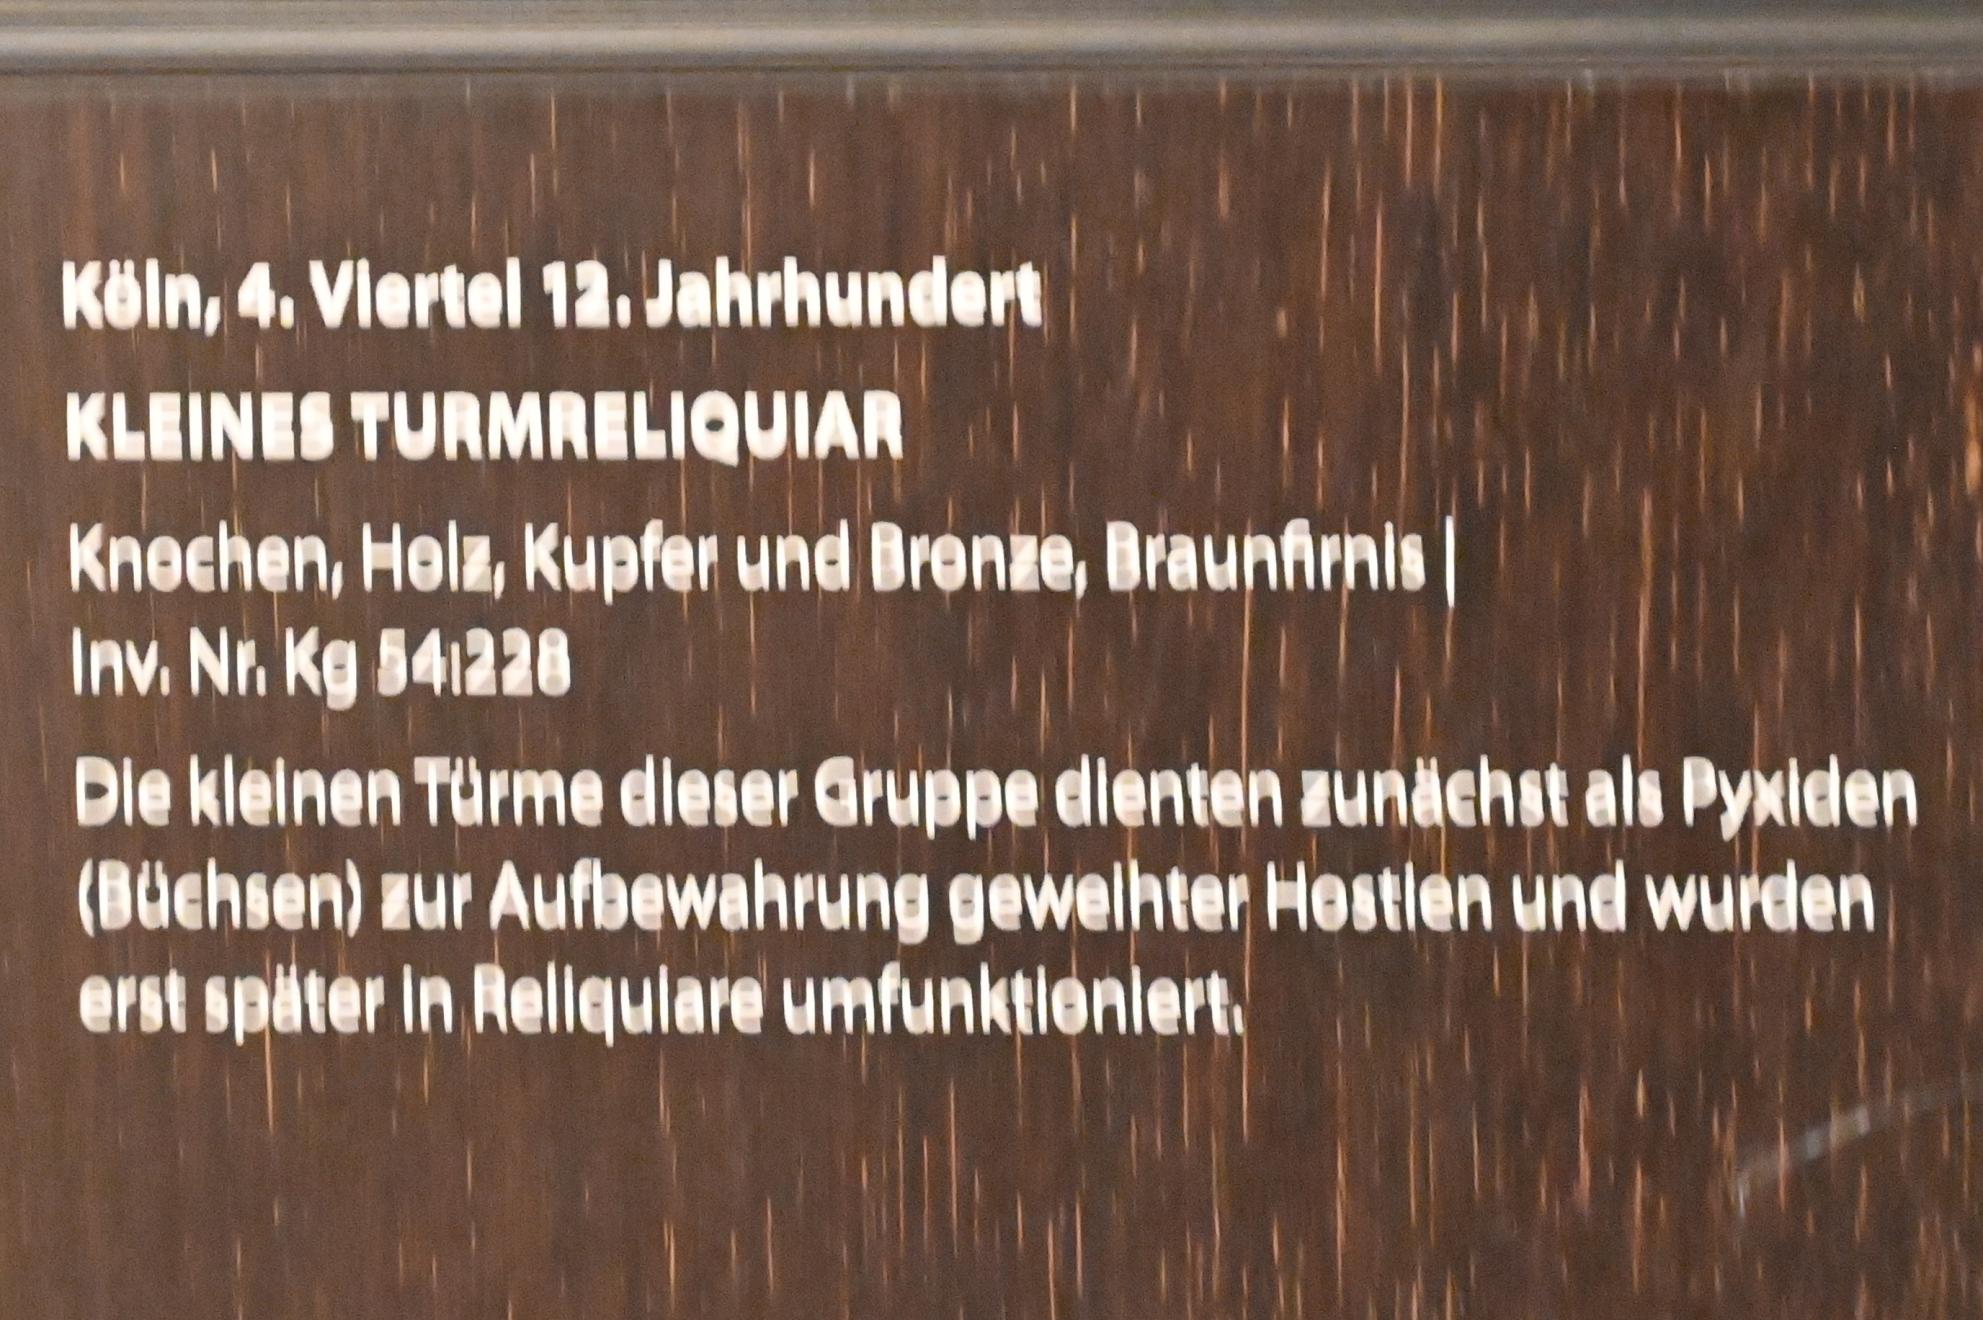 Köln, 4. Viertel 12. Jahrhundert
KLEINES TURMRELIQUIAR
Knochen, Holz, Kupfer und Bronze, Braunfirnis |
Inv. Nr. Kg 54:228
Die kleinen Türme dieser Gruppe dienten zunächst als Pyxiden
(Büchsen) zur Aufbewahrung geweihter Hostien und wurden
erst später in Reliquiare umfunktioniert.